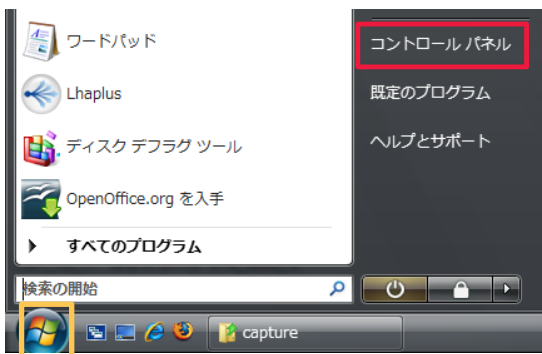 ワードパッド
Lhaplus
ディスク デフラグ ツール
OpenOffice.org を入手
すべてのプログラム
検索の開始
コントロール パネル
既定のプログラム
ヘルプとサポート
capture